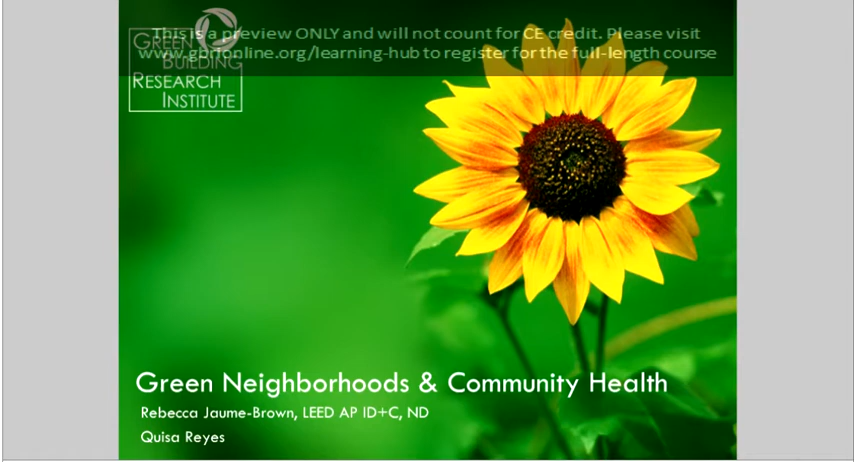 This is a preview ONLY and will not count for CE credit. Please visit
www.gbrionline.org/learning-hub to register for the full-length course
GREEN
BUILDING
RESEARCH
INSTITUTE
Green Neighborhoods & Community Health
Rebecca Jaume-Brown, LEED AP ID+C, ND
Quisa Reyes